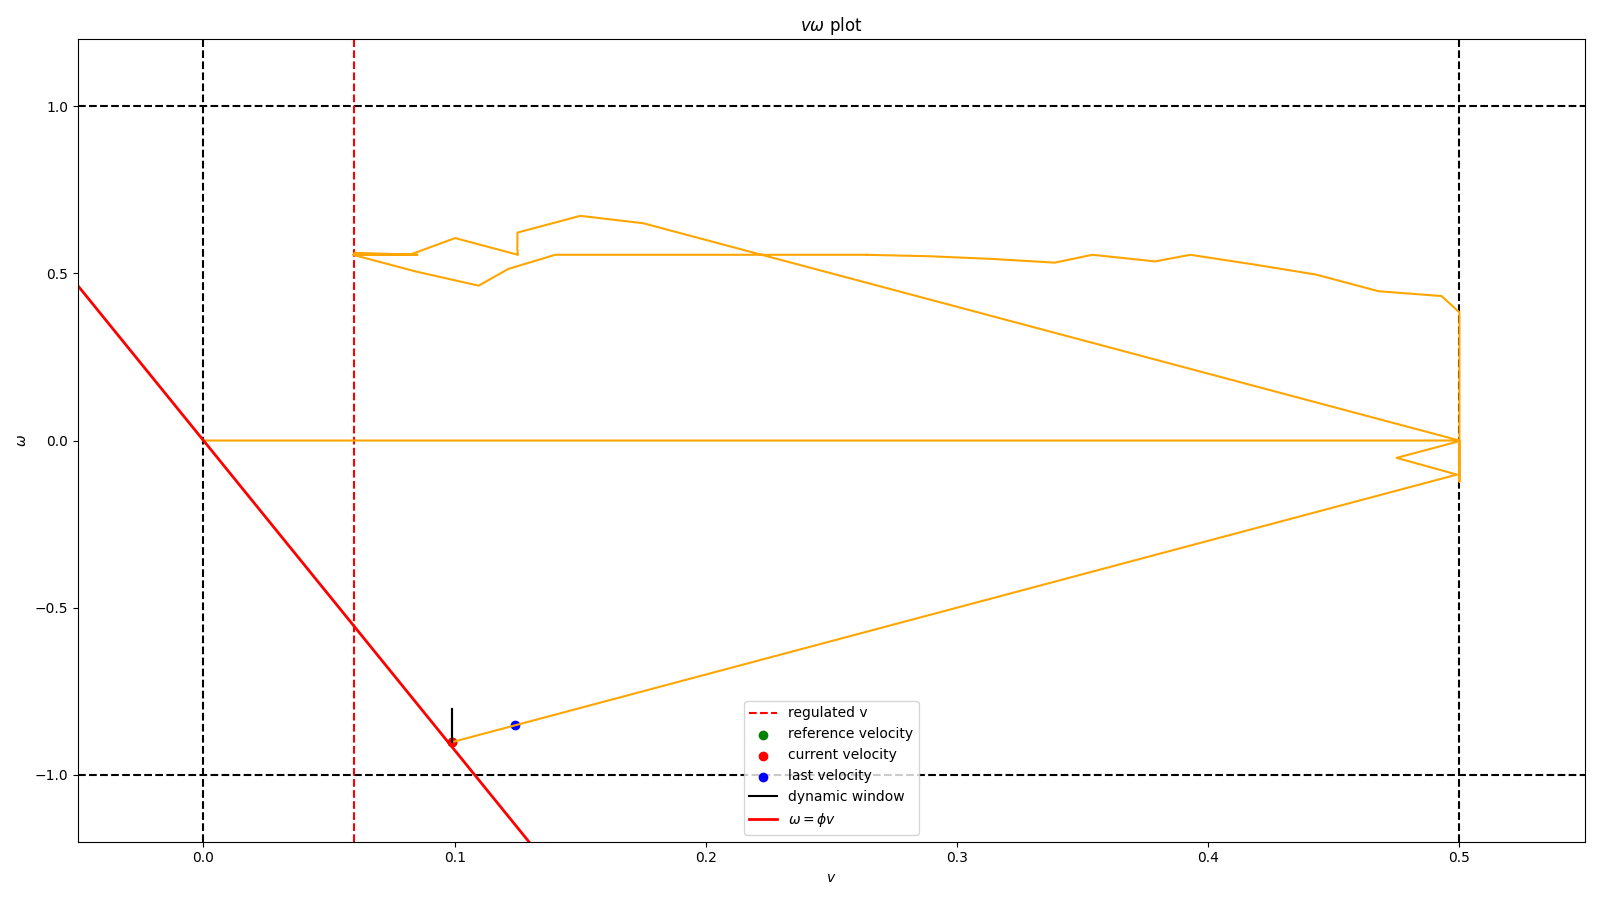 vω plot
ω
1.0
0.5
0.0
−0.5
−1.0
regulated v
reference velocity
current velocity
last velocity
dynamic window
ω = ϕv
0.0 0.1 0.2 0.3 0.4 0.5
v